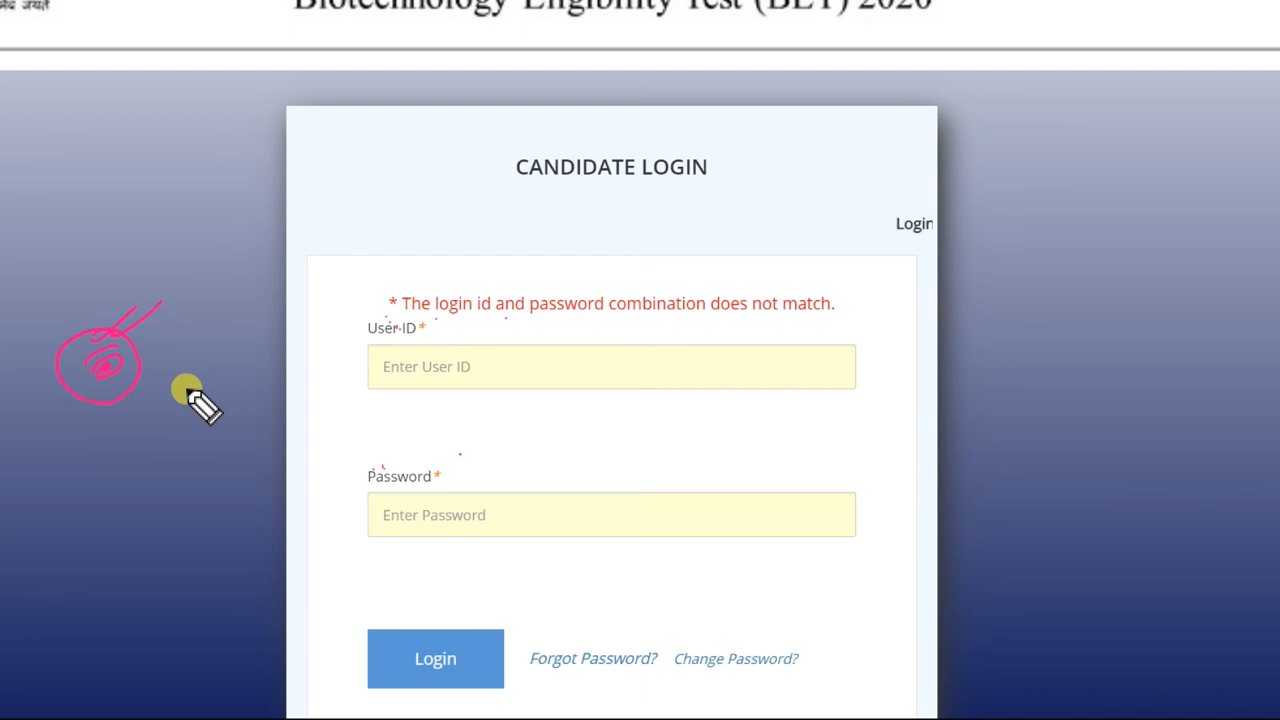 जयते
Biotechnology Eligibility Test (BET) 2020
CANDIDATE LOGIN
Login
* The login id and password combination does not match.
User ID*
Enter User ID
Password*
Enter Password
Login Forgot Password? Change Password?